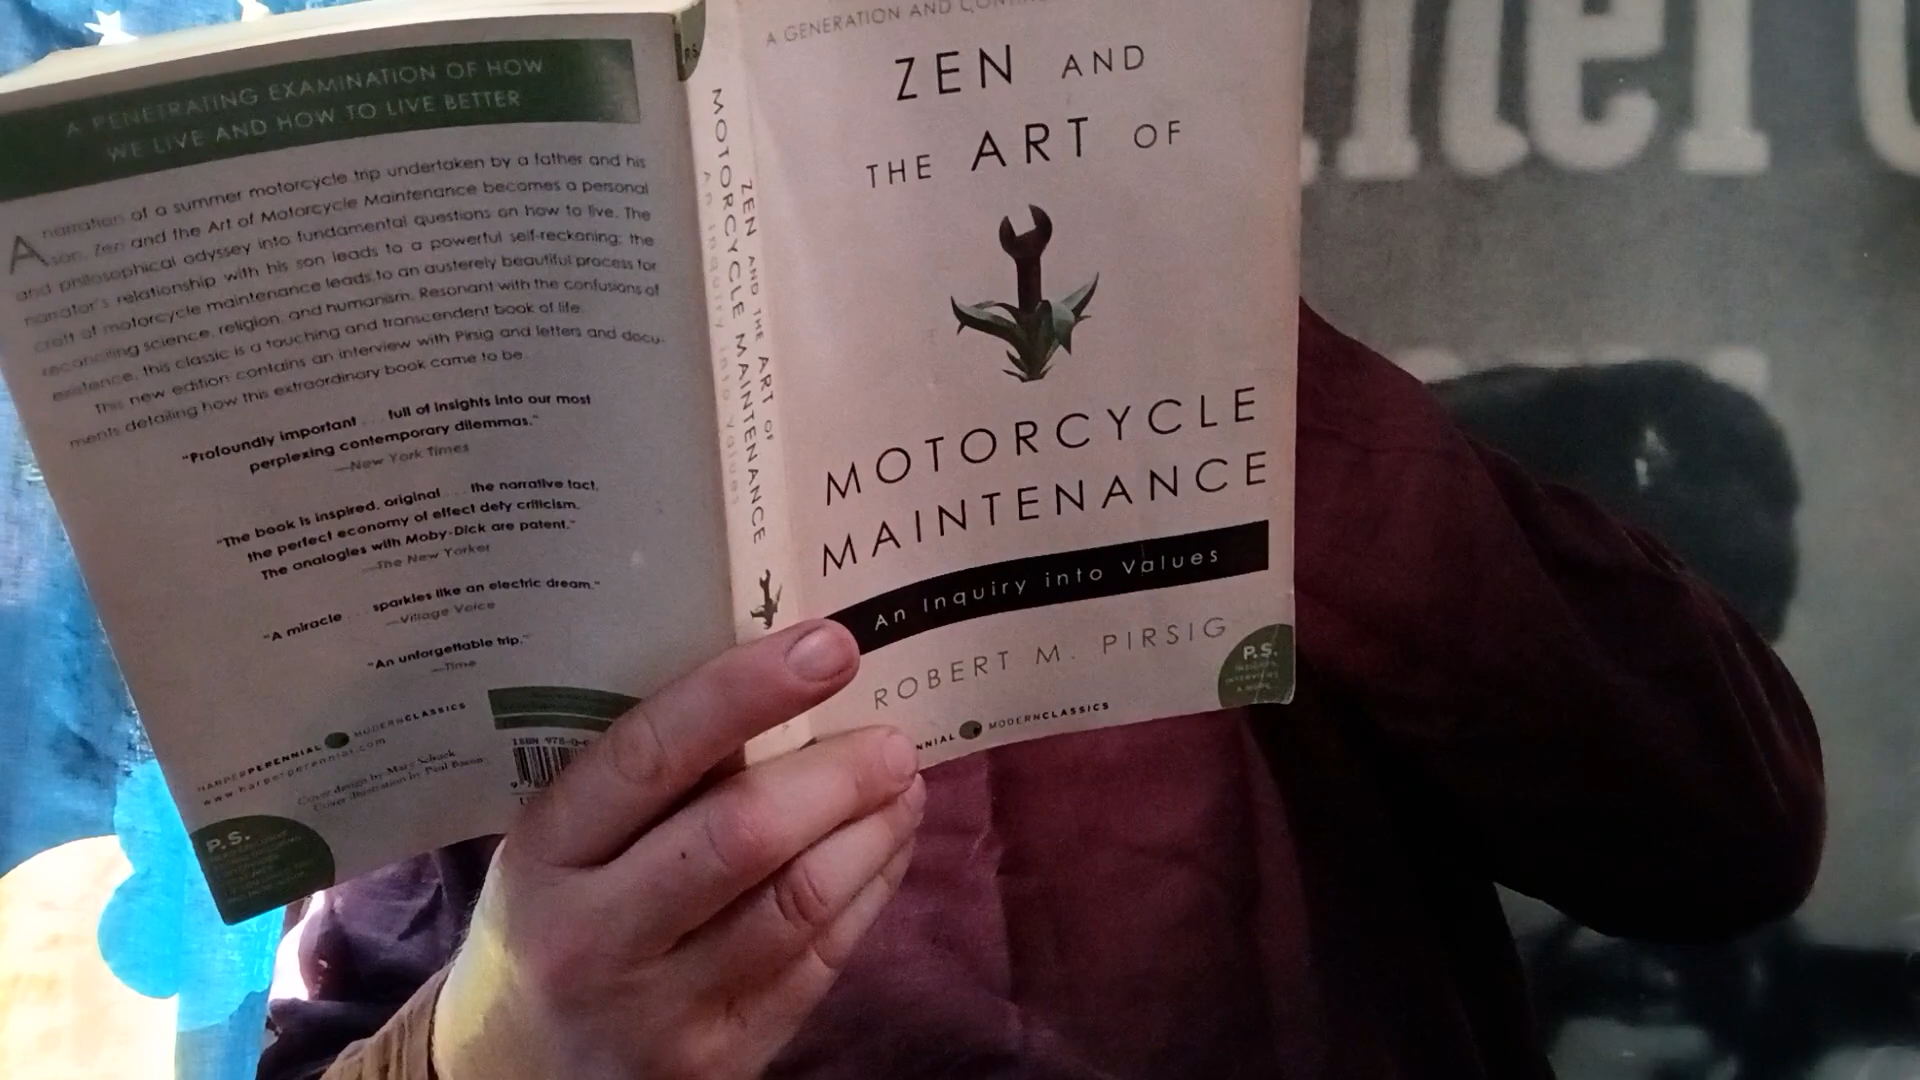 A PENETRATING EXAMINATION OF HOW
WE LIVE AND HOW TO LIVE BETTER
A narration of a summer motorcycle trip undertaken by a father and his
son, Zen and the Art of Motorcycle Maintenance becomes a personal
and philosophical odyssey into fundamental questions on how to live. The
narrator's relationship with his son leads to a powerful self-reckoning; the
craft of motorcycle maintenance leads to an austerely beautiful process for
reconciling science, religion, and humanism. Resonant with the confusions of
existence, this classic is a touching and transcendent book of life.
This new edition contains an interview with Pirsig and letters and docu-
ments detailing how this extraordinary book came to be.
"Profoundly important . . . full of insights into our most
perplexing contemporary dilemmas."
—New York Times
"The book is inspired, original . . . the narrative tact,
the perfect economy of effect defy criticism.
The analogies with Moby-Dick are patent."
—The New Yorker
"A miracle . . . sparkles like an electric dream."
—Village Voice
"An unforgettable trip."
—Time
HARPERPERENNIAL MODERNCLASSICS
www.harperperennial.com
Cover design by Mary Schuck
Cover illustration by Paul Bacon
ISBN 978-0-
P.S.
P.S.
ZEN AND THE ART OF
MOTORCYCLE MAINTENANCE
An Inquiry into Values
A GENERATION AND
ZEN AND
THE ART OF
MOTORCYCLE
MAINTENANCE
An Inquiry into Values
ROBERT M. PIRSIG
P.S.
NNIAL MODERNCLASSICS